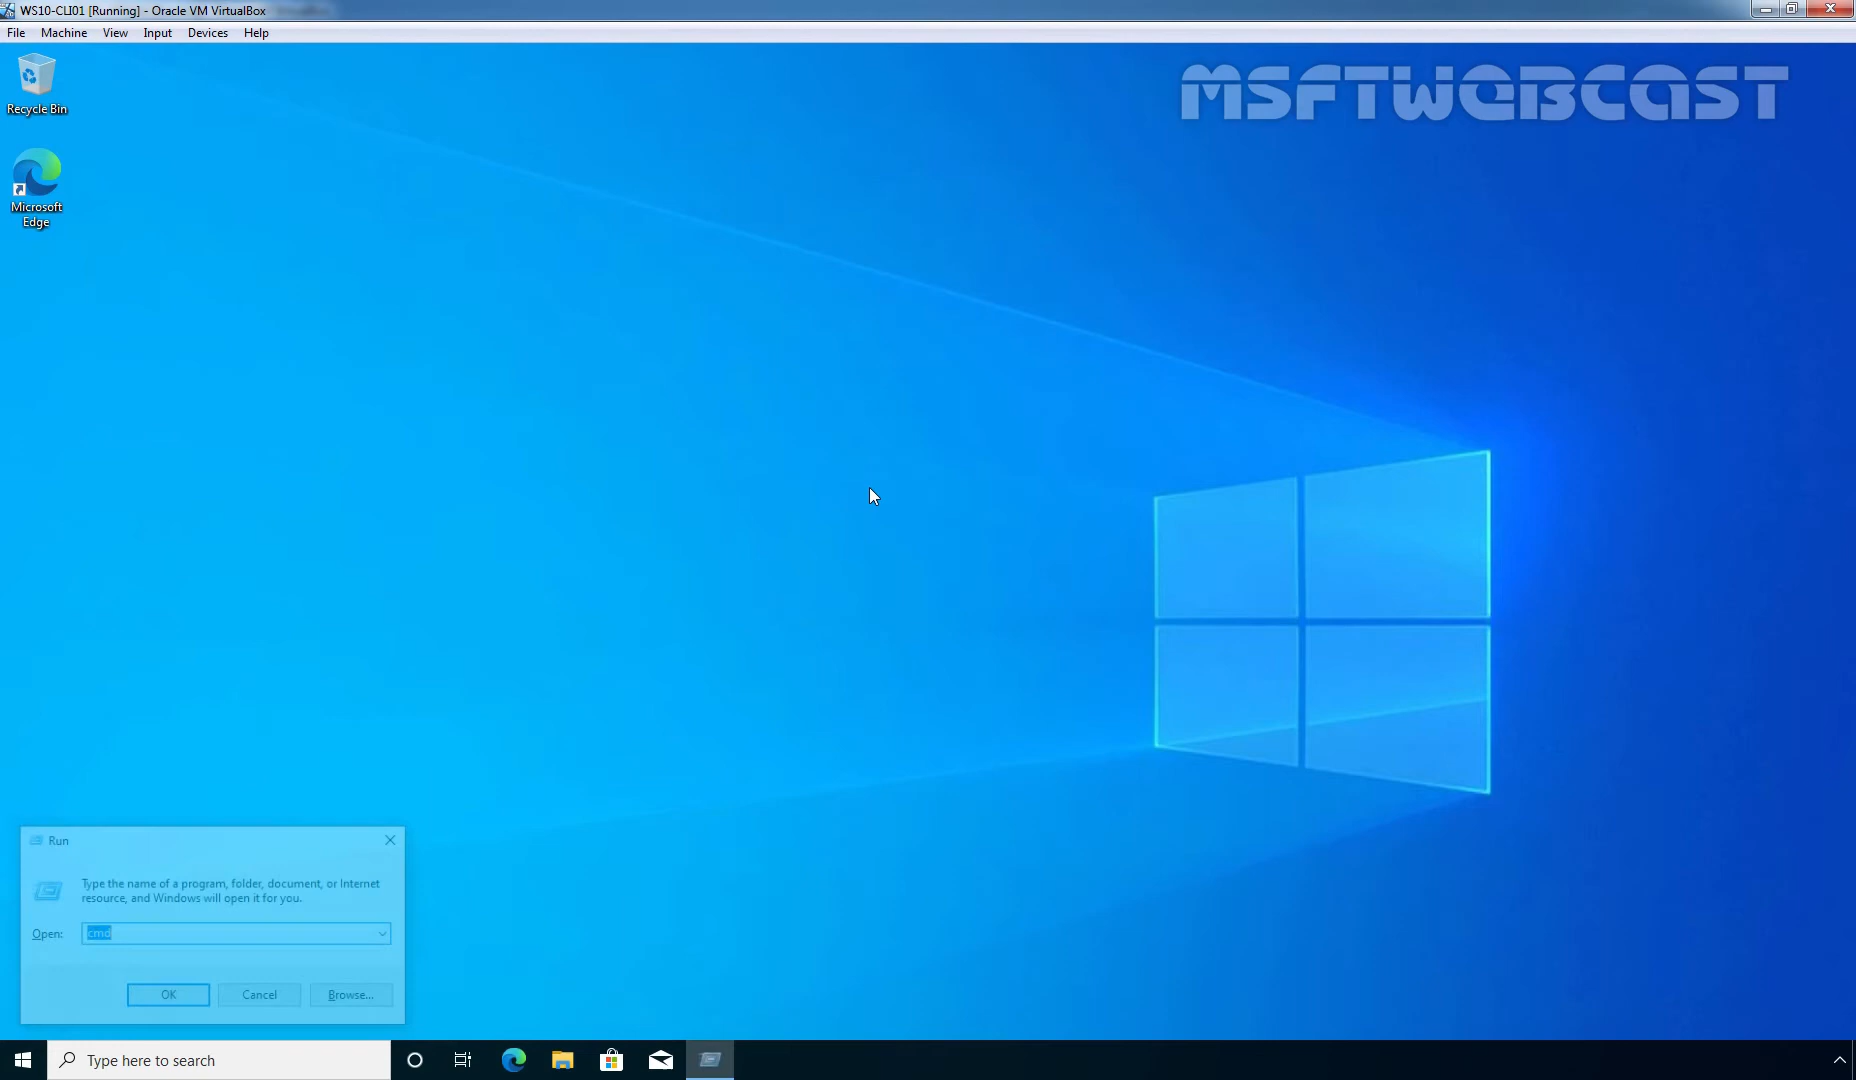 WS10-CLI01 [Running] - Oracle VM VirtualBox
File Machine View Input Devices Help
MSFTWEBCAST
Recycle Bin
Microsoft
Edge
Run
Type the name of a program, folder, document, or Internet
resource, and Windows will open it for you.
Open: cmd
OK Cancel Browse...
Type here to search